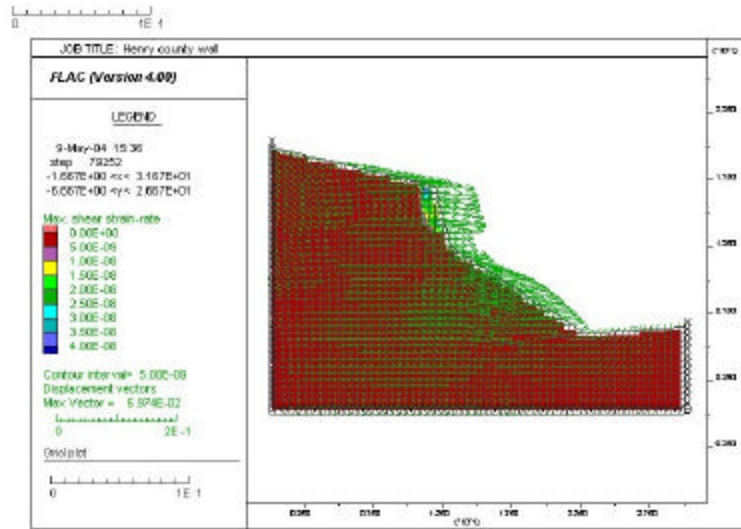 0 1E 1
JOB TITLE: Henry county wall
FLAC (Version 4.00)
LEGEND
9-May-04 15:36
step 79252
-1.667E+00 <x< 3.167E+01
-6.667E+00 <y< 2.667E+01
Max. shear strain-rate
0.00E+00
5.00E-09
1.00E-08
1.50E-08
2.00E-08
2.50E-08
3.00E-08
3.50E-08
4.00E-08
Contour interval= 5.00E-09
Displacement vectors
Max Vector = 6.974E-02
0 2E -1
Grid plot
0 1E 1